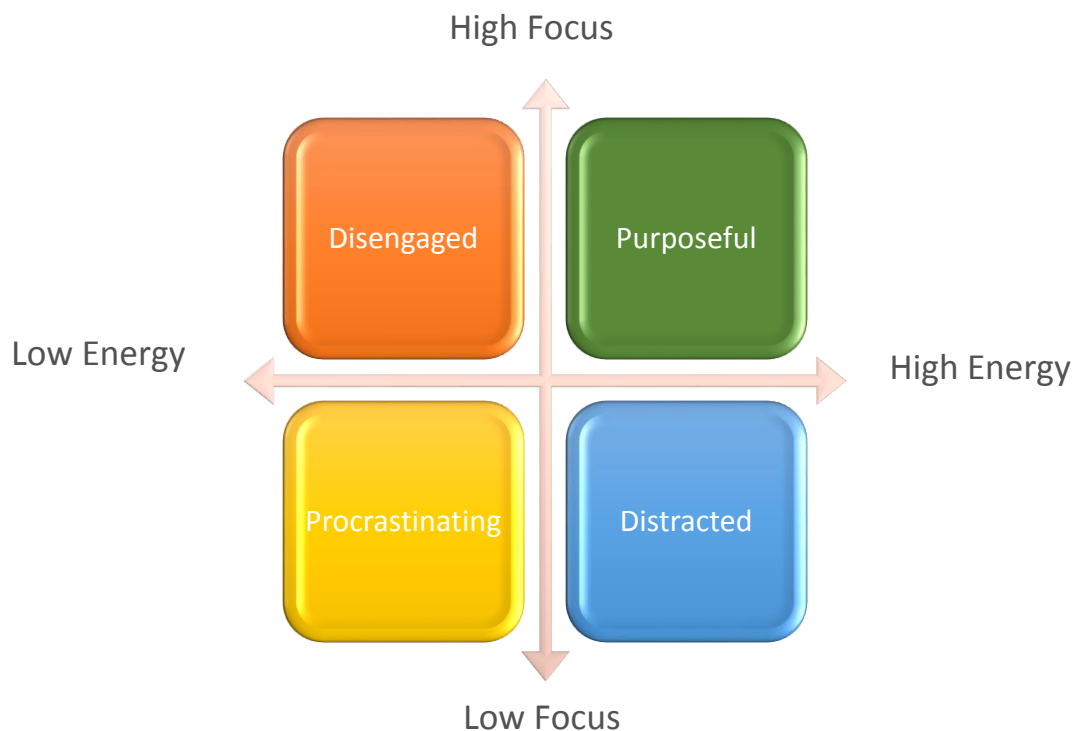 High Focus
Disengaged
Purposeful
Low Energy
High Energy
Procrastinating
Distracted
Low Focus